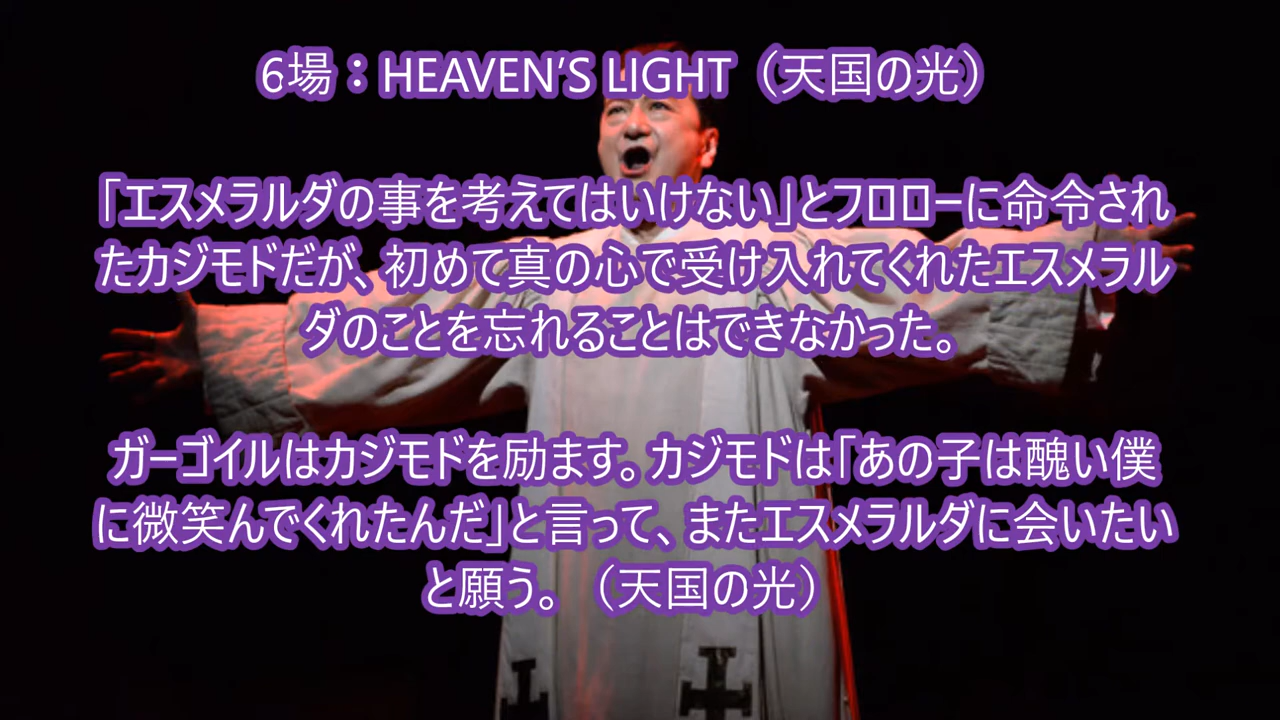 6場：HEAVEN’S LIGHT（天国の光）
「エスメラルダの事を考えてはいけない」とフロローに命令され
たカジモドだが、初めて真の心で受け入れてくれたエスメラル
ダのことを忘れることはできなかった。
ガーゴイルはカジモドを励ます。カジモドは「あの子は醜い僕
に微笑んでくれたんだ」と言って、またエスメラルダに会いたい
と願う。（天国の光）